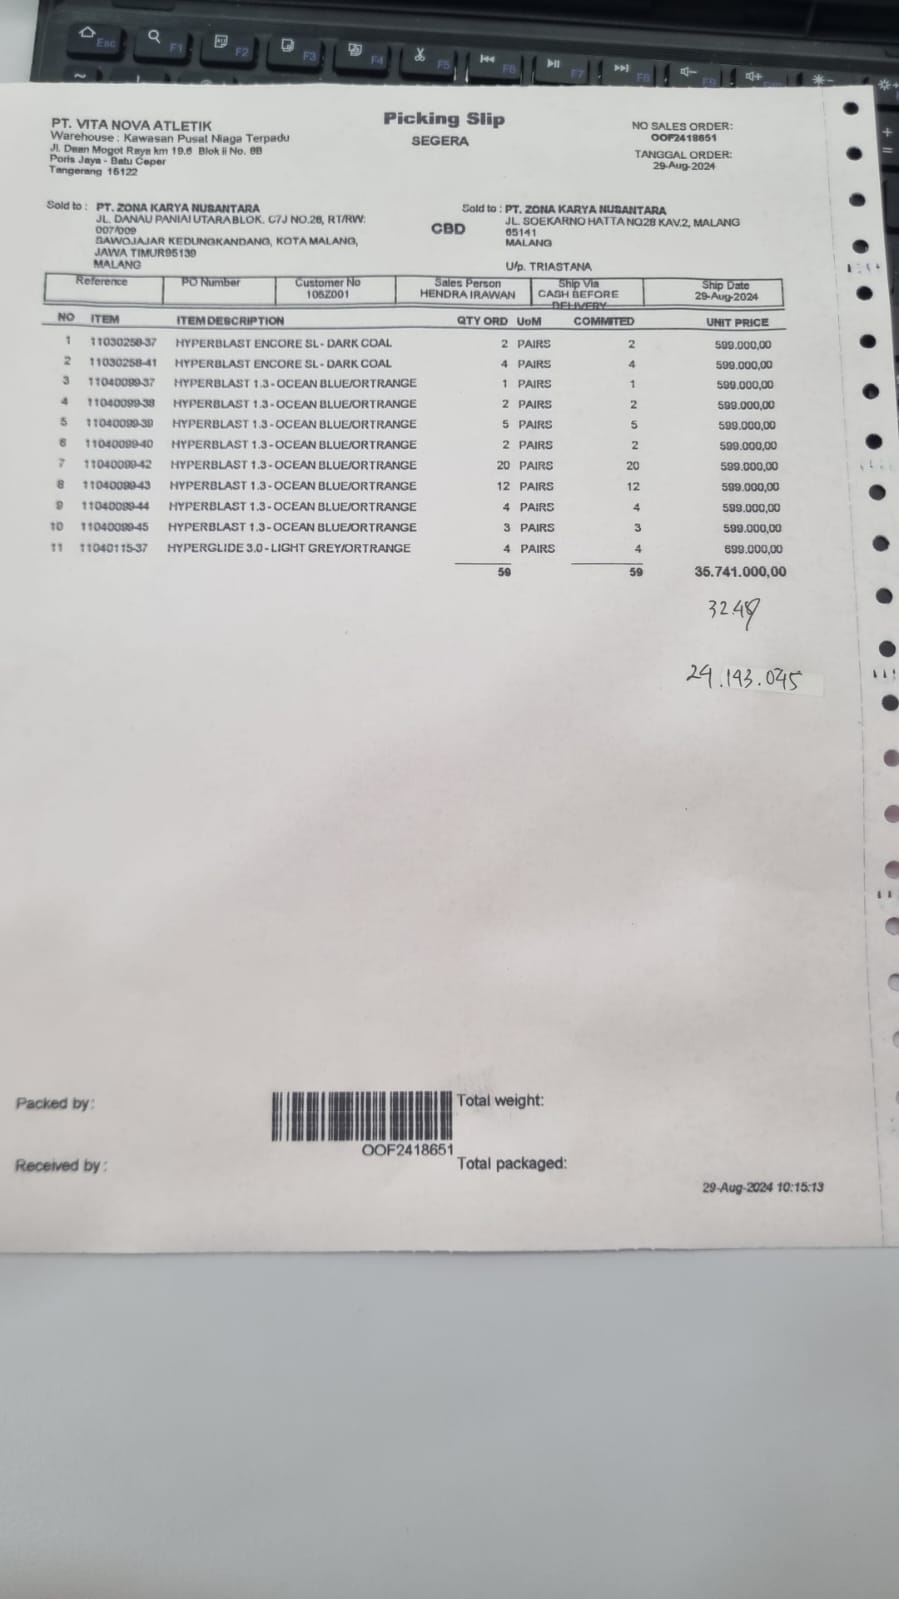 Picking Slip
SEGERA
PT. VITA NOVA ATLETIK
Warehouse : Kawasan Pusat Niaga Terpadu
Jl. Daan Mogot Raya km 19.6 Blok ii No. 8B
Poris Jaya - Batu Ceper
Tangerang 15122
NO SALES ORDER:
OOF2418651
TANGGAL ORDER:
29-Aug-2024
Sold to : PT. ZONA KARYA NUSANTARA
JL. DANAU PANIAI UTARA BLOK. C7J NO.26, RT/RW:
007/009
SAWOJAJAR KEDUNGKANDANG, KOTA MALANG,
JAWA TIMUR65139
MALANG
CBD
Sold to : PT. ZONA KARYA NUSANTARA
JL. SOEKARNO HATTA NO28 KAV.2, MALANG
65141
MALANG
U/p. TRIASTANA
Reference PO Number Customer No Sales Person Ship Via Ship Date
105Z001 HENDRA IRAWAN CASH BEFORE DELIVERY 29-Aug-2024
NO ITEM ITEM DESCRIPTION QTY ORD UoM COMMITED UNIT PRICE
1 11030258-37 HYPERBLAST ENCORE SL - DARK COAL 2 PAIRS 2 599.000,00
2 11030258-41 HYPERBLAST ENCORE SL - DARK COAL 4 PAIRS 4 599.000,00
3 11040099-37 HYPERBLAST 1.3 - OCEAN BLUE/ORTRANGE 1 PAIRS 1 599.000,00
4 11040099-38 HYPERBLAST 1.3 - OCEAN BLUE/ORTRANGE 2 PAIRS 2 599.000,00
5 11040099-39 HYPERBLAST 1.3 - OCEAN BLUE/ORTRANGE 5 PAIRS 5 599.000,00
6 11040099-40 HYPERBLAST 1.3 - OCEAN BLUE/ORTRANGE 2 PAIRS 2 599.000,00
7 11040099-42 HYPERBLAST 1.3 - OCEAN BLUE/ORTRANGE 20 PAIRS 20 599.000,00
8 11040099-43 HYPERBLAST 1.3 - OCEAN BLUE/ORTRANGE 12 PAIRS 12 599.000,00
9 11040099-44 HYPERBLAST 1.3 - OCEAN BLUE/ORTRANGE 4 PAIRS 4 599.000,00
10 11040099-45 HYPERBLAST 1.3 - OCEAN BLUE/ORTRANGE 3 PAIRS 3 599.000,00
11 11040115-37 HYPERGLIDE 3.0 - LIGHT GREY/ORTRANGE 4 PAIRS 4 699.000,00
59 59 35.741.000,00
24.193.045
Packed by: Total weight:
OOF2418651
Received by : Total packaged:
29-Aug-2024 10:15:13
Esc F1 F2 F3 F4 F5 F6 F7 F8 F9